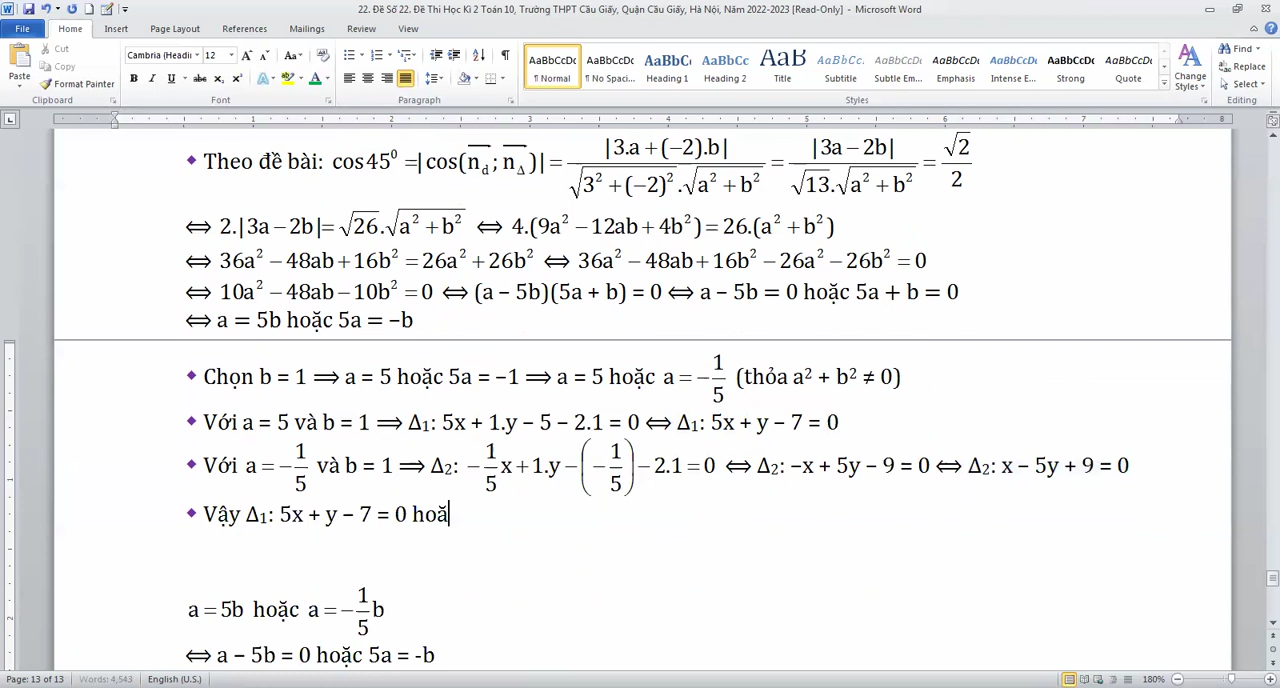 22. Đề Số 22. Đề Thi Học Kì 2 Toán 10, Trường THPT Cầu Giấy, Quận Cầu Giấy, Hà Nội, Năm 2022-2023 [Read-Only] - Microsoft Word
File Home Insert Page Layout References Mailings Review View
Cut
Copy
Format Painter
Paste
Clipboard
Cambria (Headi 12
Font
Paragraph
AaBbCcDc AaBbCcDc AaBbC AaBbCc AaB AaBbCc. AaBbCcDc AaBbCcDc AaBbCcDc AaBbCcDc AaBbCcDc
¶ Normal ¶ No Spaci... Heading 1 Heading 2 Title Subtitle Subtle Em... Emphasis Intense E... Strong Quote
Styles
Change Styles
Find
Replace
Select
Editing
Theo đề bài: cos45⁰ =|cos(n_d; n_Δ)| = |3.a + (−2).b| / (√(3² + (−2)²).√(a² + b²)) = |3a − 2b| / (√13.√(a² + b²)) = √2/2
⇔ 2.|3a − 2b| = √26.√(a² + b²) ⇔ 4.(9a² − 12ab + 4b²) = 26.(a² + b²)
⇔ 36a² − 48ab + 16b² = 26a² + 26b² ⇔ 36a² − 48ab + 16b² − 26a² − 26b² = 0
⇔ 10a² − 48ab − 10b² = 0 ⇔ (a – 5b)(5a + b) = 0 ⇔ a – 5b = 0 hoặc 5a + b = 0
⇔ a = 5b hoặc 5a = –b
Chọn b = 1 ⟹ a = 5 hoặc 5a = –1 ⟹ a = 5 hoặc a = −1/5 (thỏa a² + b² ≠ 0)
Với a = 5 và b = 1 ⟹ Δ₁: 5x + 1.y – 5 – 2.1 = 0 ⇔ Δ₁: 5x + y – 7 = 0
Với a = −1/5 và b = 1 ⟹ Δ₂: −1/5x + 1.y − (−1/5) − 2.1 = 0 ⇔ Δ₂: –x + 5y – 9 = 0 ⇔ Δ₂: x – 5y + 9 = 0
Vậy Δ₁: 5x + y – 7 = 0 hoă
a = 5b hoặc a = −1/5b
⇔ a – 5b = 0 hoặc 5a = -b
Page: 13 of 13 Words: 4,543 English (U.S.) 180%